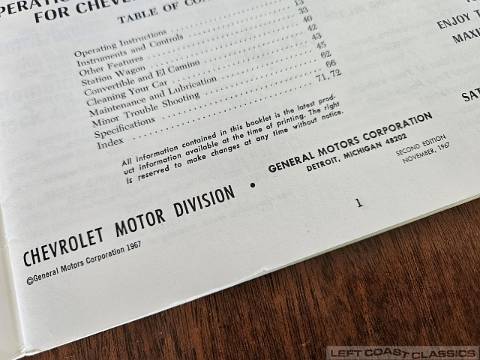 FOR CHEVE
TABLE OF CO
Operating Instructions 13
Instruments and Controls 33
Other Features 40
Station Wagon 42
Convertible and El Camino 43
Cleaning Your Car 45
Maintenance and Lubrication 62
Minor Trouble Shooting 66
Specifications 71, 72
Index
All information contained in this booklet is the latest prod-
uct information available at the time of printing. The right
is reserved to make changes at any time without notice.
CHEVROLET MOTOR DIVISION • GENERAL MOTORS CORPORATION
DETROIT, MICHIGAN 48202
©General Motors Corporation 1967
SECOND EDITION
NOVEMBER, 1967
1
ENJOY
MAXI
SAT
LEFT COAST CLASSICS